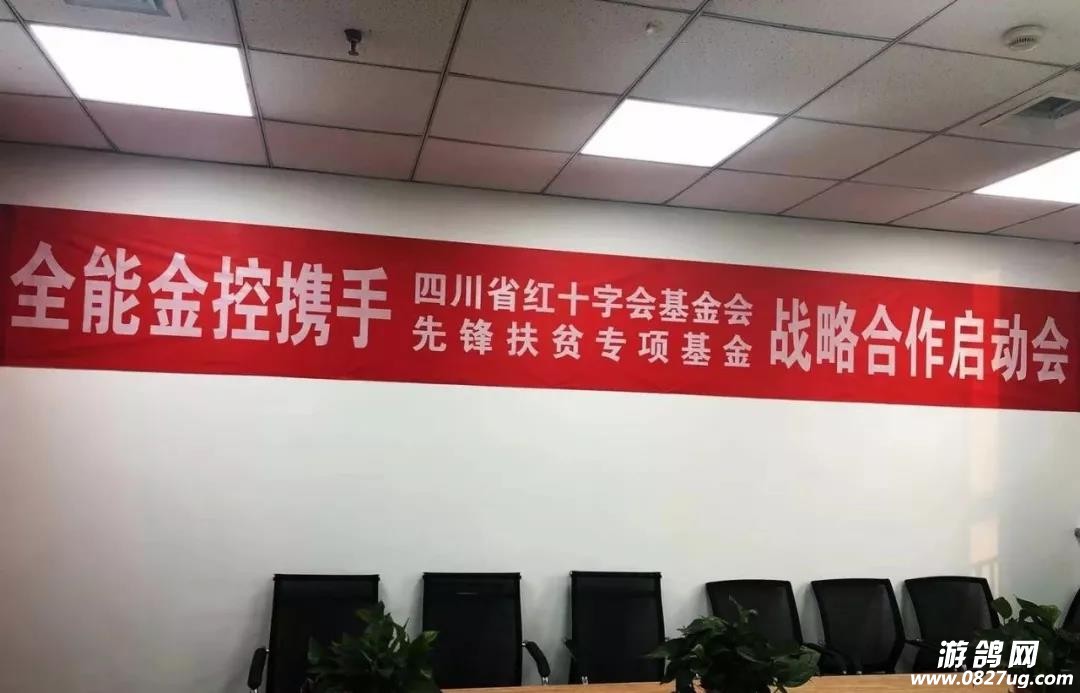 全能金控携手
四川省红十字会基金会
先锋扶贫专项基金
战略合作启动会
游鸽网
www.0827ug.com